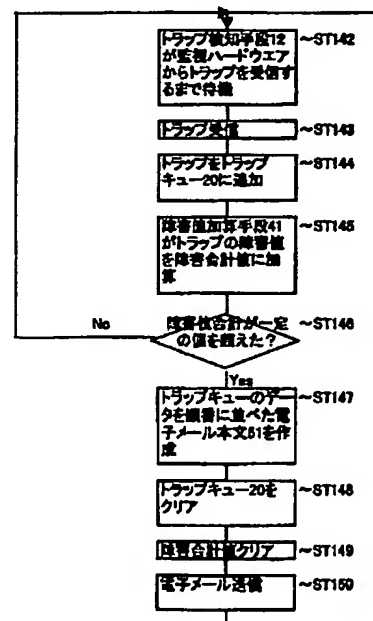 トラップ検知手段12 ~ST142
が監視ハードウエア
からトラップを受信す
るまで待機
トラップ受信 ~ST143
トラップをトラップ ~ST144
キュー20に追加
障害値加算手段41 ~ST145
がトラップの障害値
を障害合計値に加
算
障害値合計が一定 ~ST146
の値を超えた？
No
Yes
トラップキューのデー ~ST147
タを順番に並べた電
子メール本文51を作
成
トラップキュー20を ~ST148
クリア
障害合計値クリア ~ST149
電子メール送信 ~ST150